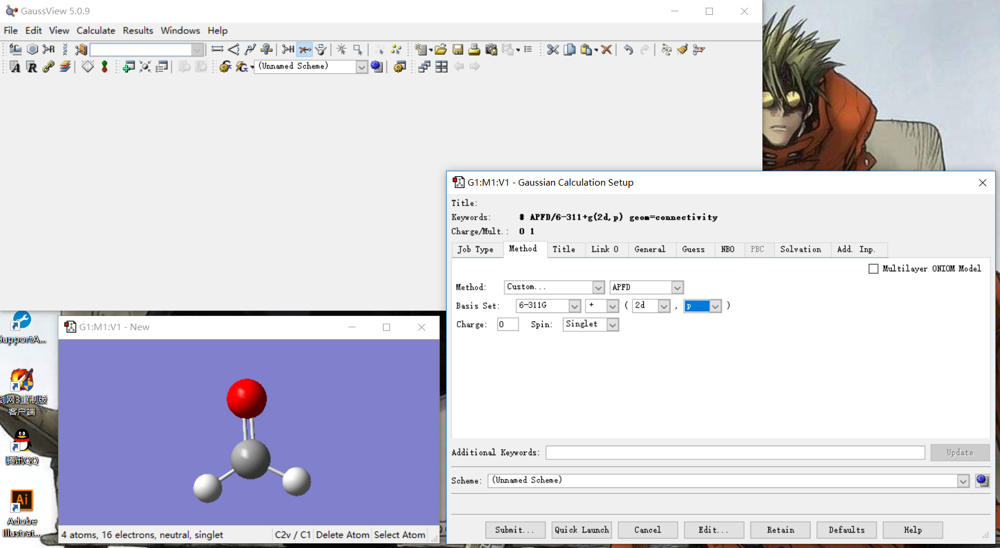 GaussView 5.0.9
File Edit View Calculate Results Windows Help
(Unnamed Scheme)
G1:M1:V1 - Gaussian Calculation Setup
Title:
Keywords: # APFD/6-311+g(2d,p) geom=connectivity
Charge/Mult.: 0 1
Job Type Method Title Link 0 General Guess NBO PBC Solvation Add. Inp.
Multilayer ONIOM Model
Method: Custom... APFD
Basis Set: 6-311G + ( 2d , p )
Charge: 0 Spin: Singlet
Additional Keywords: Update
Scheme: (Unnamed Scheme)
Submit... Quick Launch Cancel Edit... Retain Defaults Help
G1:M1:V1 - New
4 atoms, 16 electrons, neutral, singlet C2v / C1 Delete Atom Select Atom
SupportA...
剑网3重制版
客户端
腾讯QQ
Ai
Adobe
Illustrat...